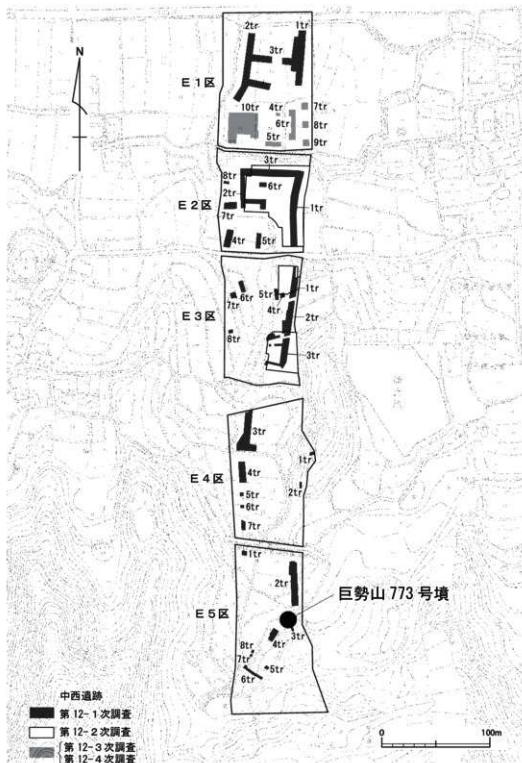 N
E1区
2tr
1tr
3tr
10tr
4tr
7tr
6tr
8tr
5tr
9tr
E2区
3tr
8tr
6tr
2tr
7tr
1tr
4tr
5tr
E3区
6tr
7tr
5tr
1tr
4tr
2tr
8tr
3tr
E4区
3tr
1tr
4tr
2tr
5tr
6tr
7tr
E5区
1tr
2tr
巨勢山 773 号墳
3tr
4tr
8tr
7tr
5tr
6tr
中西遺跡
第 12-1 次調査
第 12-2 次調査
第 12-3 次調査
第 12-4 次調査
0 100m